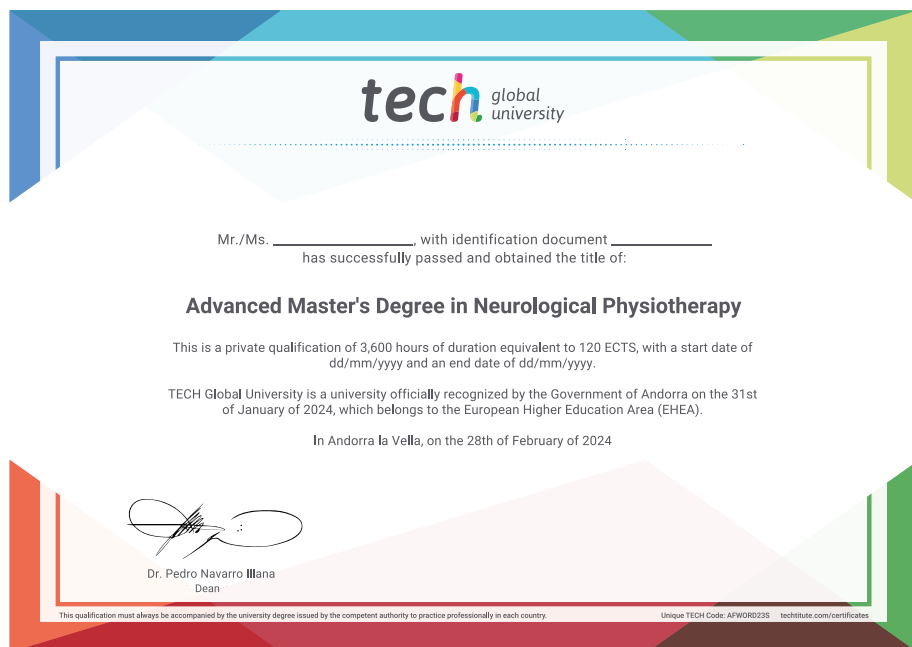 tech global university
Mr./Ms. ____________________, with identification document ______________
has successfully passed and obtained the title of:
Advanced Master's Degree in Neurological Physiotherapy
This is a private qualification of 3,600 hours of duration equivalent to 120 ECTS, with a start date of
dd/mm/yyyy and an end date of dd/mm/yyyy.
TECH Global University is a university officially recognized by the Government of Andorra on the 31st
of January of 2024, which belongs to the European Higher Education Area (EHEA).
In Andorra la Vella, on the 28th of February of 2024
Dr. Pedro Navarro Illana
Dean
This qualification must always be accompanied by the university degree issued by the competent authority to practice professionally in each country.
Unique TECH Code: AFWORD23S techtitute.com/certificates